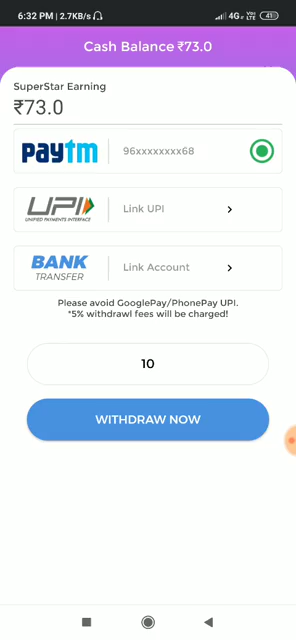 6:32 PM | 2.7KB/s
4G
VoLTE
41
Cash Balance ₹73.0
SuperStar Earning
₹73.0
paytm
96xxxxxxxx68
UPI
UNIFIED PAYMENTS INTERFACE
Link UPI
BANK
TRANSFER
Link Account
Please avoid GooglePay/PhonePay UPI.
*5% withdrawl fees will be charged!
10
WITHDRAW NOW